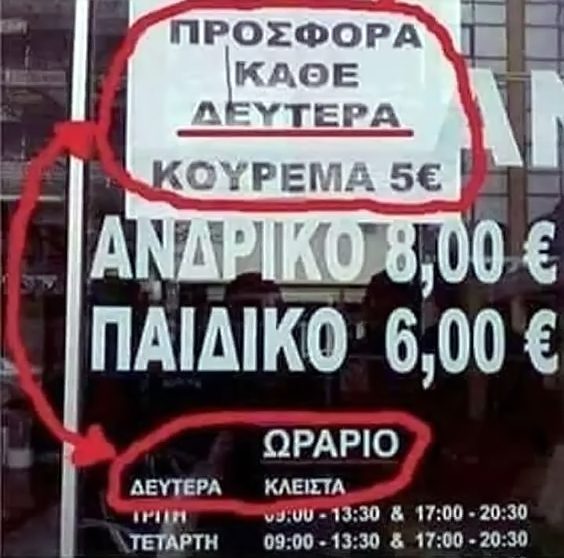 ΠΡΟΣΦΟΡΑ
ΚΑΘΕ
ΔΕΥΤΕΡΑ
ΚΟΥΡΕΜΑ 5€
ΑΝΔΡΙΚΟ 8,00 €
ΠΑΙΔΙΚΟ 6,00 €
ΩΡΑΡΙΟ
ΔΕΥΤΕΡΑ ΚΛΕΙΣΤΑ
ΤΡΙΤΗ 09:00 - 13:30 & 17:00 - 20:30
ΤΕΤΑΡΤΗ 09:00 - 13:30 & 17:00 - 20:30